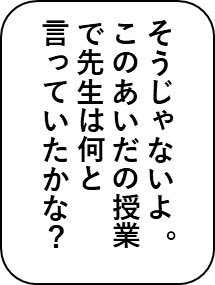 そうじゃないよ。
このあいだの授業
で先生は何と
言っていたかな？